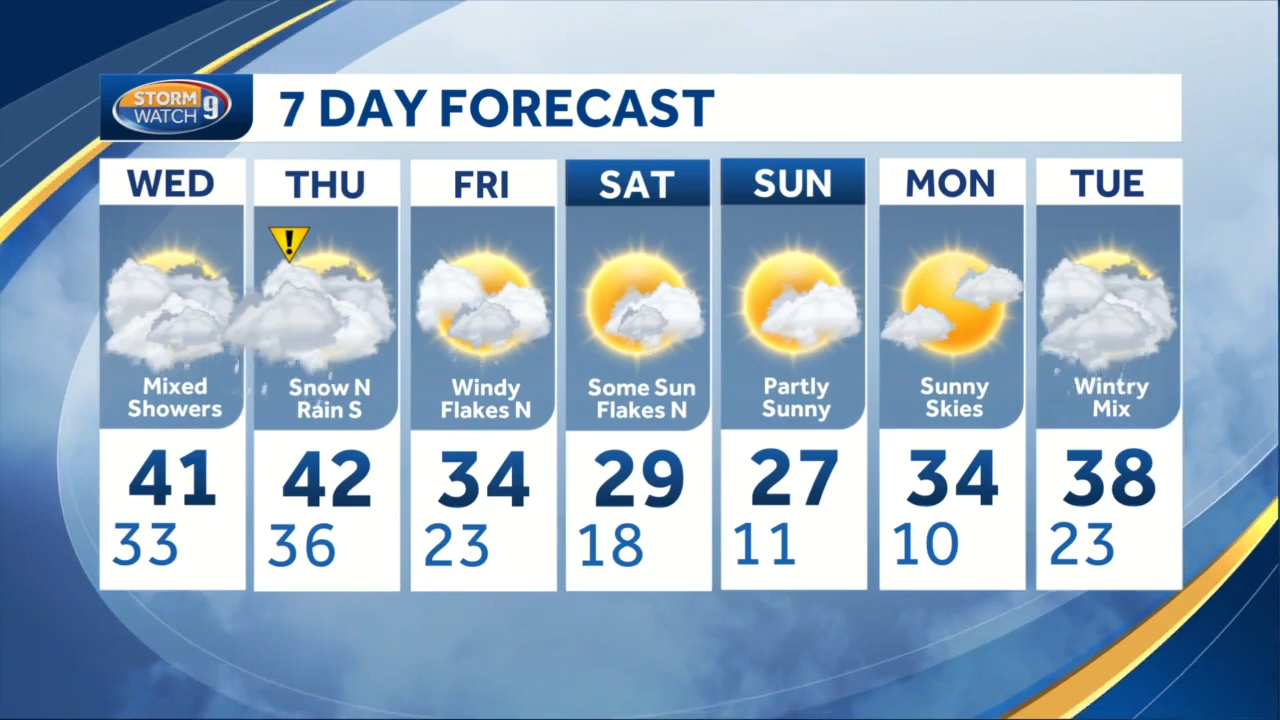 STORM
WATCH 9
7 DAY FORECAST
WED
THU
FRI
SAT
SUN
MON
TUE
!
Mixed
Showers
Snow N
Rain S
Windy
Flakes N
Some Sun
Flakes N
Partly
Sunny
Sunny
Skies
Wintry
Mix
41
42
34
29
27
34
38
33
36
23
18
11
10
23